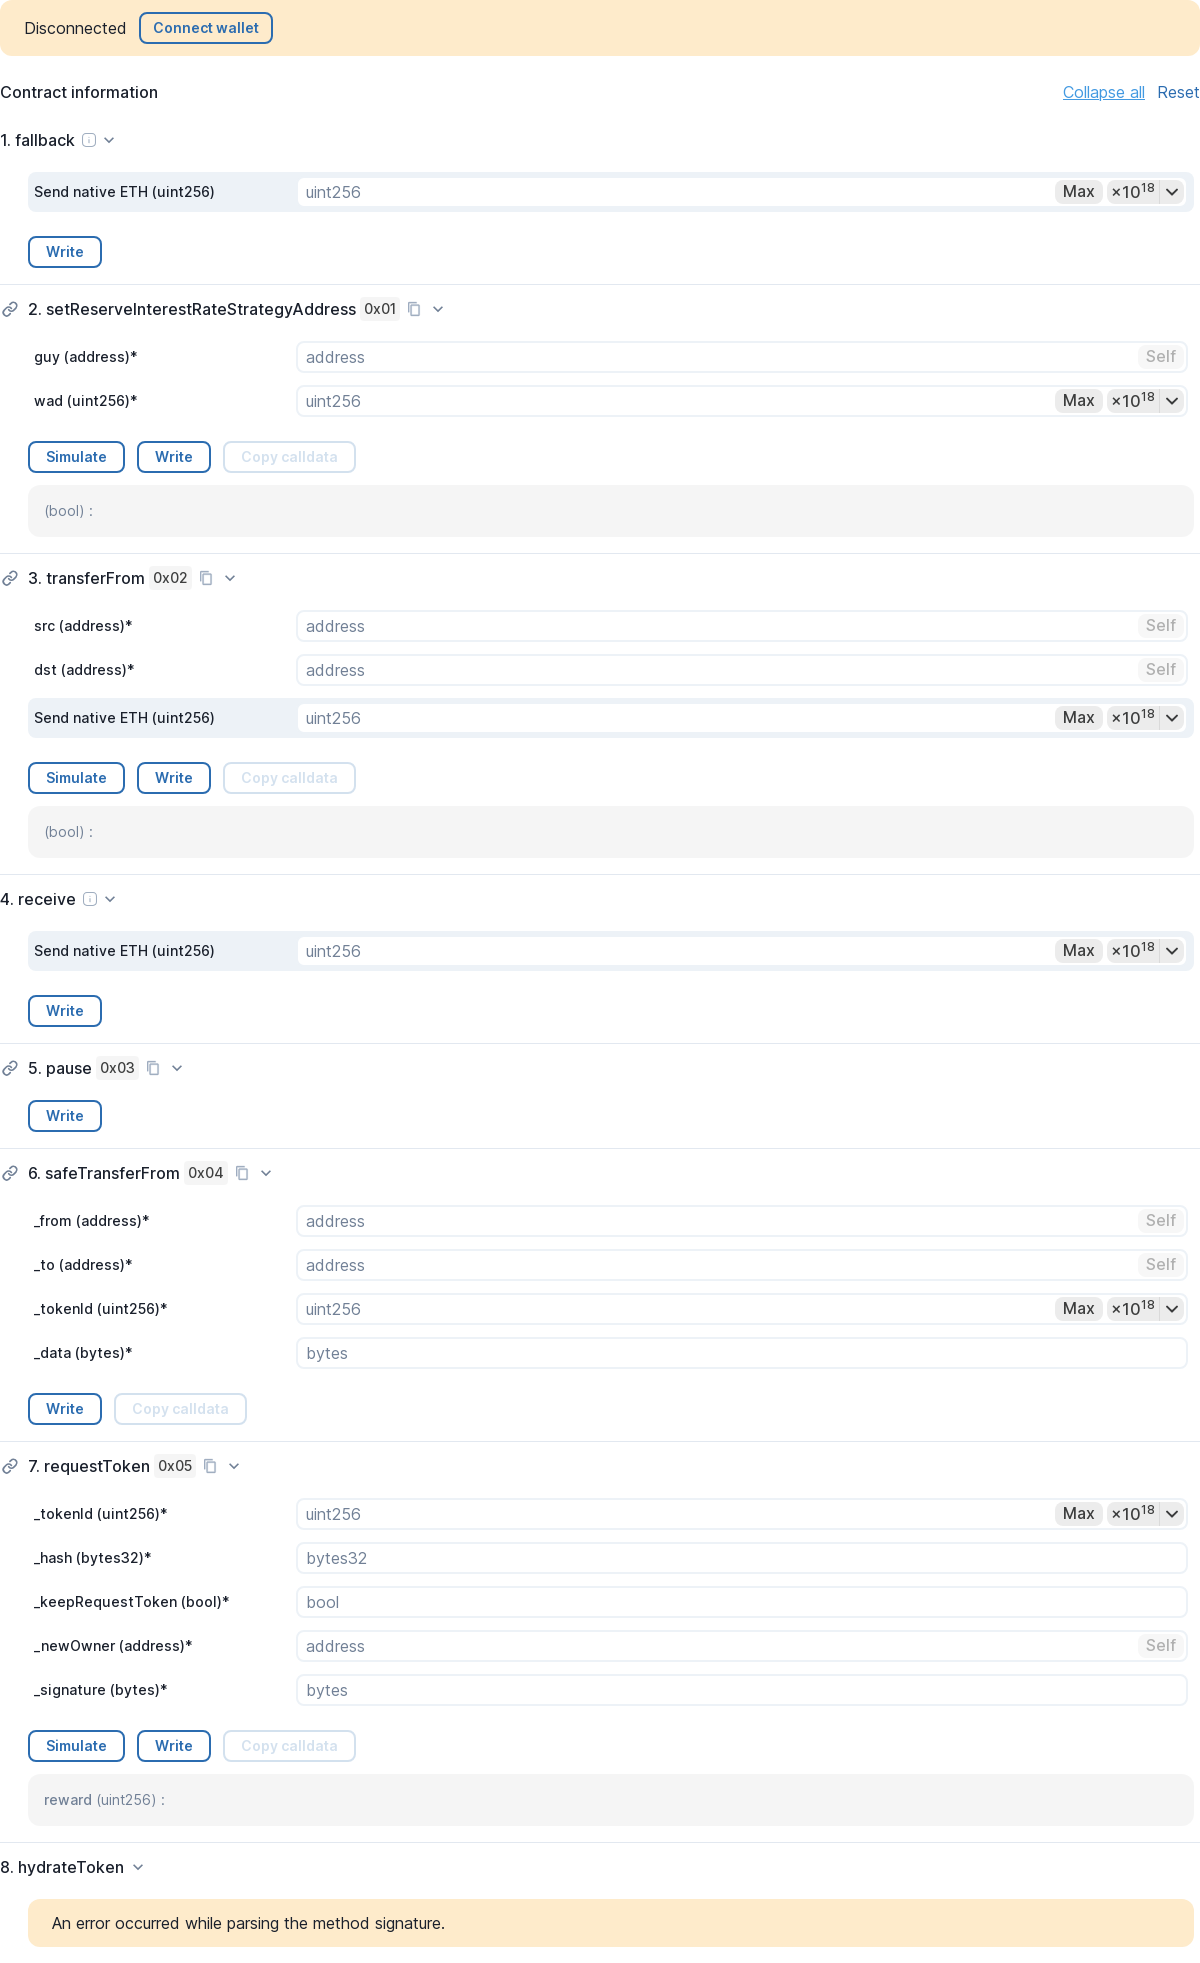 Disconnected Connect wallet
Contract information Collapse all Reset
1. fallback
Send native ETH (uint256) uint256 Max ×10^18
Write
2. setReserveInterestRateStrategyAddress 0x01
guy (address)* address Self
wad (uint256)* uint256 Max ×10^18
Simulate Write Copy calldata
(bool) :
3. transferFrom 0x02
src (address)* address Self
dst (address)* address Self
Send native ETH (uint256) uint256 Max ×10^18
Simulate Write Copy calldata
(bool) :
4. receive
Send native ETH (uint256) uint256 Max ×10^18
Write
5. pause 0x03
Write
6. safeTransferFrom 0x04
_from (address)* address Self
_to (address)* address Self
_tokenId (uint256)* uint256 Max ×10^18
_data (bytes)* bytes
Write Copy calldata
7. requestToken 0x05
_tokenId (uint256)* uint256 Max ×10^18
_hash (bytes32)* bytes32
_keepRequestToken (bool)* bool
_newOwner (address)* address Self
_signature (bytes)* bytes
Simulate Write Copy calldata
reward (uint256) :
8. hydrateToken
An error occurred while parsing the method signature.